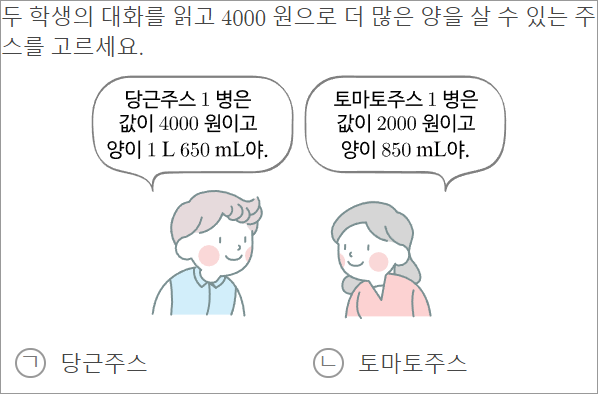 두 학생의 대화를 읽고 4000 원으로 더 많은 양을 살 수 있는 주
스를 고르세요.
당근주스 1 병은
값이 4000 원이고
양이 1 L 650 mL야.
토마토주스 1 병은
값이 2000 원이고
양이 850 mL야.
㉠ 당근주스
㉡ 토마토주스